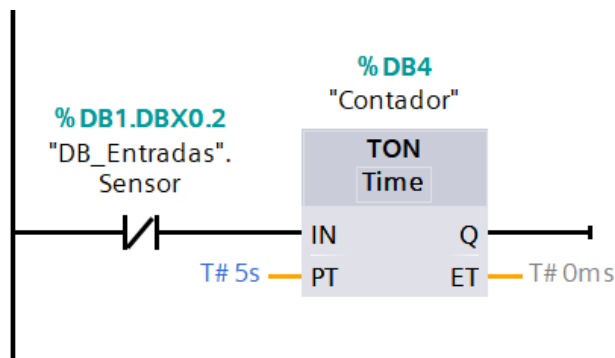 %DB4
"Contador"
%DB1.DBX0.2
"DB_Entradas".
Sensor
TON
Time
IN
Q
T#5s
PT
ET
T#0ms